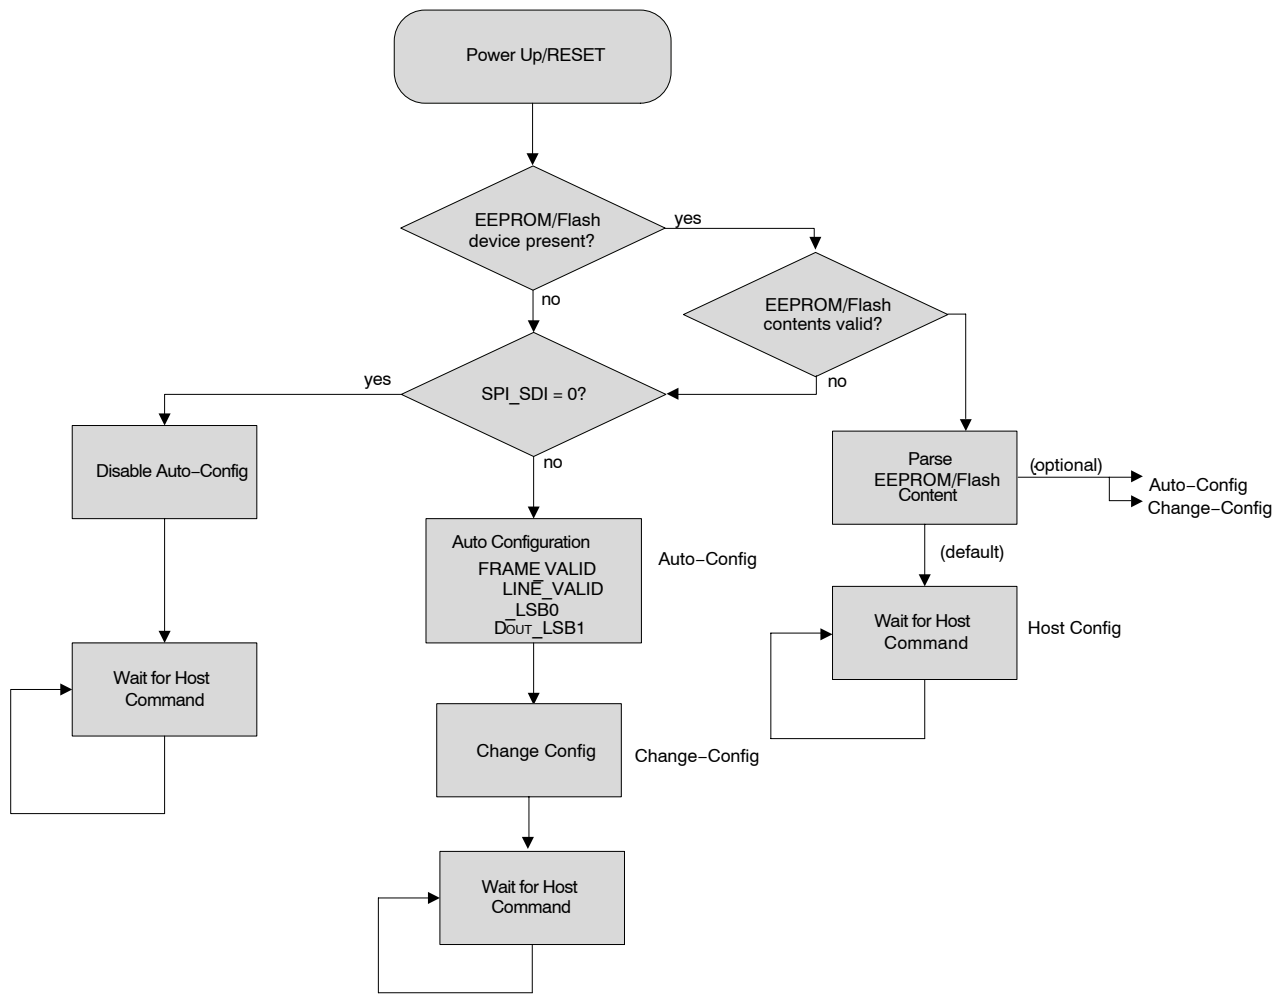 Power Up/RESET
EEPROM/Flash
device present?
yes
no
EEPROM/Flash
contents valid?
no
yes
SPI_SDI = 0?
no
Disable Auto−Config
Parse
EEPROM/Flash
Content
(optional)
Auto−Config
Change−Config
(default)
Auto Configuration
FRAME_VALID
LINE_VALID
_LSB0
DOUT_LSB1
Auto−Config
Wait for Host
Command
Host Config
Wait for Host
Command
Change Config
Change−Config
Wait for Host
Command